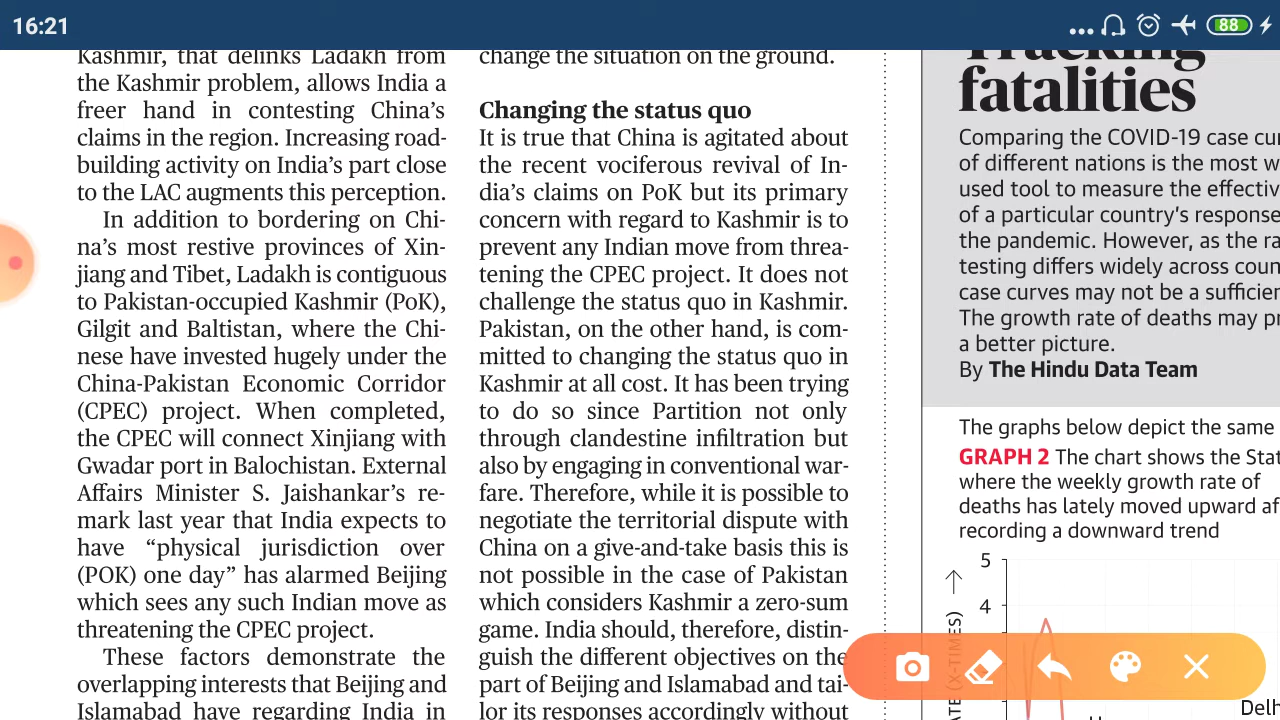 16:21
88
Kashmir, that delinks Ladakh from
the Kashmir problem, allows India a
freer hand in contesting China's
claims in the region. Increasing road-
building activity on India's part close
to the LAC augments this perception.
In addition to bordering on Chi-
na's most restive provinces of Xin-
jiang and Tibet, Ladakh is contiguous
to Pakistan-occupied Kashmir (PoK),
Gilgit and Baltistan, where the Chi-
nese have invested hugely under the
China-Pakistan Economic Corridor
(CPEC) project. When completed,
the CPEC will connect Xinjiang with
Gwadar port in Balochistan. External
Affairs Minister S. Jaishankar's re-
mark last year that India expects to
have “physical jurisdiction over
(POK) one day” has alarmed Beijing
which sees any such Indian move as
threatening the CPEC project.
These factors demonstrate the
overlapping interests that Beijing and
Islamabad have regarding India in
change the situation on the ground.
Changing the status quo
It is true that China is agitated about
the recent vociferous revival of In-
dia's claims on PoK but its primary
concern with regard to Kashmir is to
prevent any Indian move from threa-
tening the CPEC project. It does not
challenge the status quo in Kashmir.
Pakistan, on the other hand, is com-
mitted to changing the status quo in
Kashmir at all cost. It has been trying
to do so since Partition not only
through clandestine infiltration but
also by engaging in conventional war-
fare. Therefore, while it is possible to
negotiate the territorial dispute with
China on a give-and-take basis this is
not possible in the case of Pakistan
which considers Kashmir a zero-sum
game. India should, therefore, distin-
guish the different objectives on the
part of Beijing and Islamabad and tai-
lor its responses accordingly without
Tracking
fatalities
Comparing the COVID-19 case cu
of different nations is the most w
used tool to measure the effectiv
of a particular country's response
the pandemic. However, as the ra
testing differs widely across coun
case curves may not be a sufficien
The growth rate of deaths may pr
a better picture.
By The Hindu Data Team
The graphs below depict the same
GRAPH 2 The chart shows the Stat
where the weekly growth rate of
deaths has lately moved upward af
recording a downward trend
5
4
(X-TIMES)
Delh